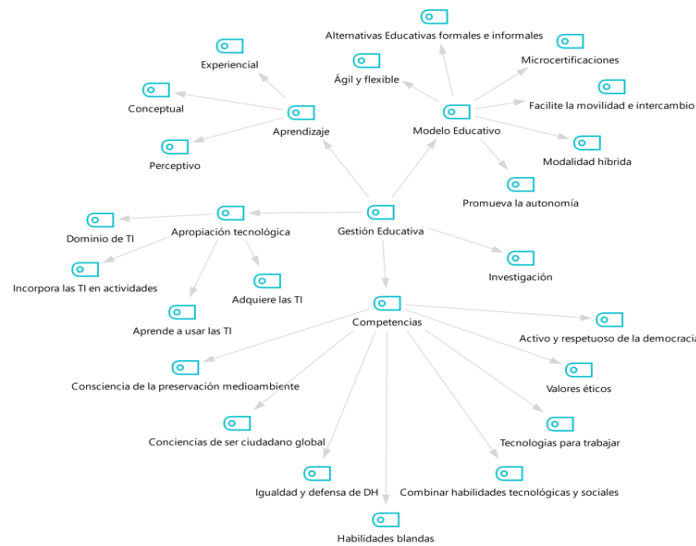 Alternativas Educativas formales e informales
Experiencial
Microcertificaciones
Ágil y flexible
Conceptual
Facilite la movilidad e intercambio
Aprendizaje
Modelo Educativo
Perceptivo
Modalidad híbrida
Promueva la autonomía
Dominio de TI
Apropiación tecnológica
Gestión Educativa
Investigación
Incorpora las TI en actividades
Adquiere las TI
Aprende a usar las TI
Competencias
Activo y respetuoso de la democracia
Consciencia de la preservación medioambiente
Valores éticos
Conciencias de ser ciudadano global
Tecnologias para trabajar
Igualdad y defensa de DH
Combinar habilidades tecnológicas y sociales
Habilidades blandas